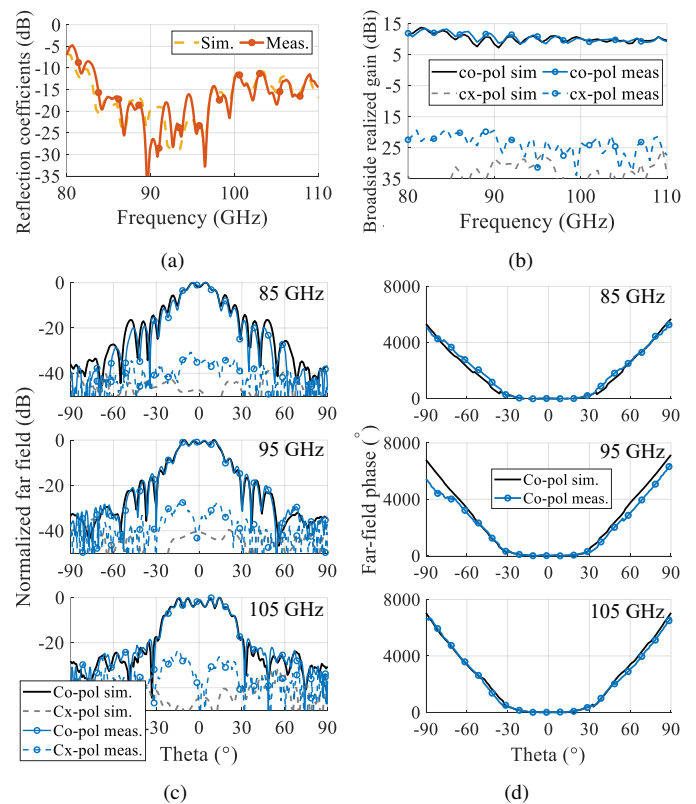 Reflection coefficients (dB)
0
-5
-10
-15
-20
-25
-30
-35
Sim. Meas.
80 90 100 110
Frequency (GHz)
(a)
Broadside realized gain (dBi)
15
5
5
15
25
35
co-pol sim co-pol meas
cx-pol sim cx-pol meas
80 90 100 110
Frequency (GHz)
(b)
Normalized far field (dB)
0
-20
-40
85 GHz
-90 -60 -30 0 30 60 90
0
-20
-40
95 GHz
-90 -60 -30 0 30 60 90
0
-20
105 GHz
Co-pol sim.
Cx-pol sim.
Co-pol meas.
Cx-pol meas.
30 0 30 60 90
Theta (°)
(c)
Far-field phase (°)
8000
4000
0
85 GHz
-90 -60 -30 0 30 60 90
8000
4000
0
95 GHz
Co-pol sim.
Co-pol meas.
-90 -60 -30 0 30 60 90
8000
4000
0
105 GHz
-90 -60 -30 0 30 60 90
Theta (°)
(d)